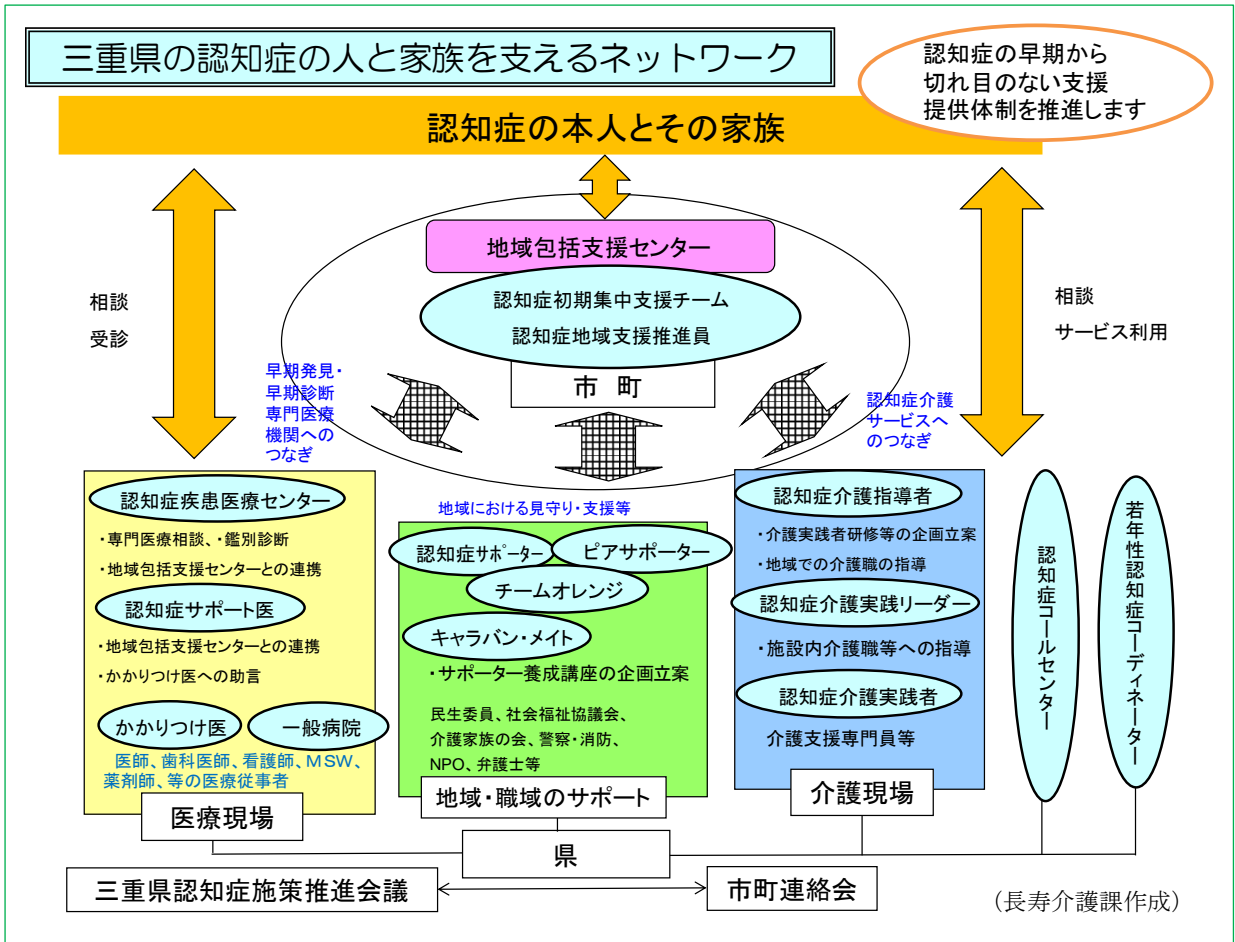 三重県の認知症の人と家族を支えるネットワーク
認知症の早期から
切れ目のない支援
提供体制を推進します
認知症の本人とその家族
地域包括支援センター
認知症初期集中支援チーム
認知症地域支援推進員
市 町
相談
受診
相談
サービス利用
早期発見・
早期診断
専門医療
機関への
つなぎ
認知症介護
サービスへ
のつなぎ
地域における見守り・支援等
認知症疾患医療センター
・専門医療相談、・鑑別診断
・地域包括支援センターとの連携
認知症サポート医
・地域包括支援センターとの連携
・かかりつけ医への助言
かかりつけ医
一般病院
医師、歯科医師、看護師、MSW、
薬剤師、等の医療従事者
医療現場
認知症サポーター
ピアサポーター
チームオレンジ
キャラバン・メイト
・サポーター養成講座の企画立案
民生委員、社会福祉協議会、
介護家族の会、警察・消防、
NPO、弁護士等
地域・職域のサポート
認知症介護指導者
・介護実践者研修等の企画立案
・地域での介護職の指導
認知症介護実践リーダー
・施設内介護職等への指導
認知症介護実践者
介護支援専門員等
介護現場
認知症コールセンター
若年性認知症コーディネーター
県
三重県認知症施策推進会議
市町連絡会
（長寿介護課作成）